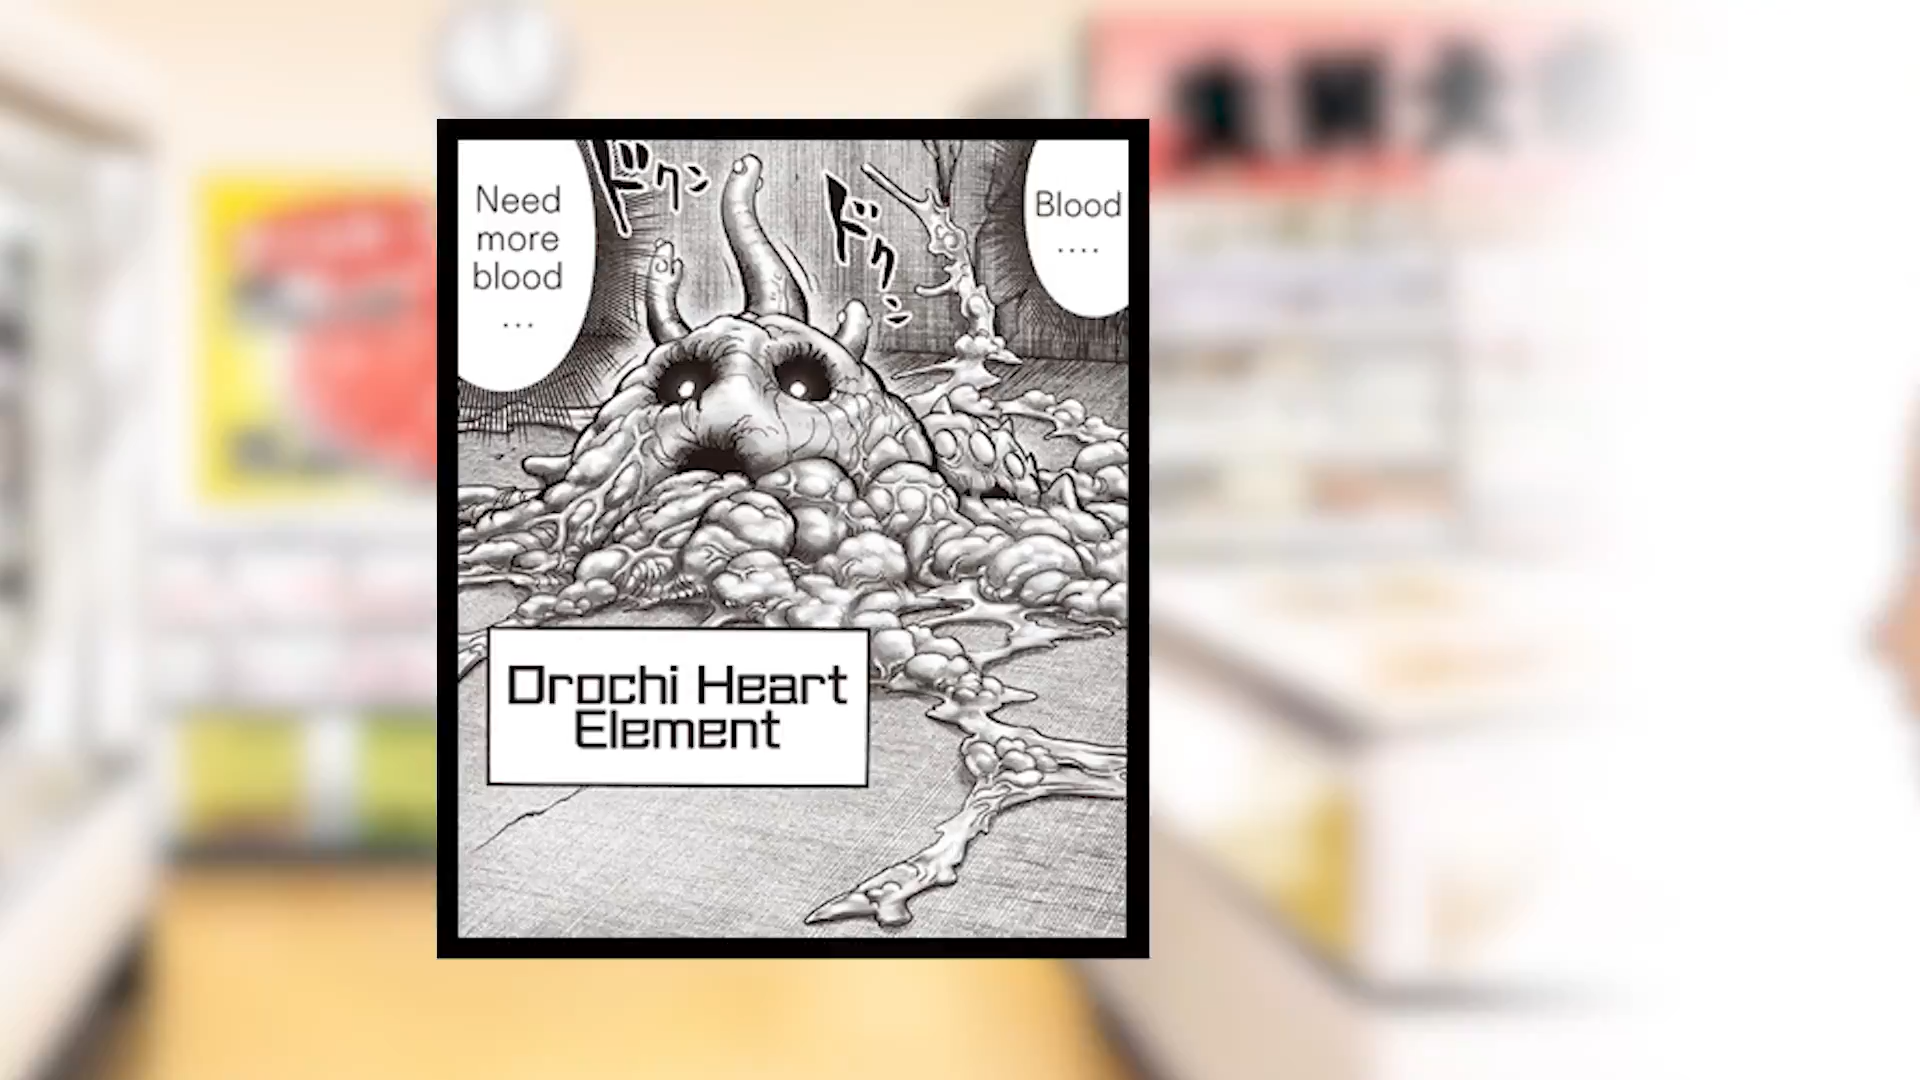 Need
more
blood
...
ドクン
ドクン
Blood
....
Orochi Heart
Element